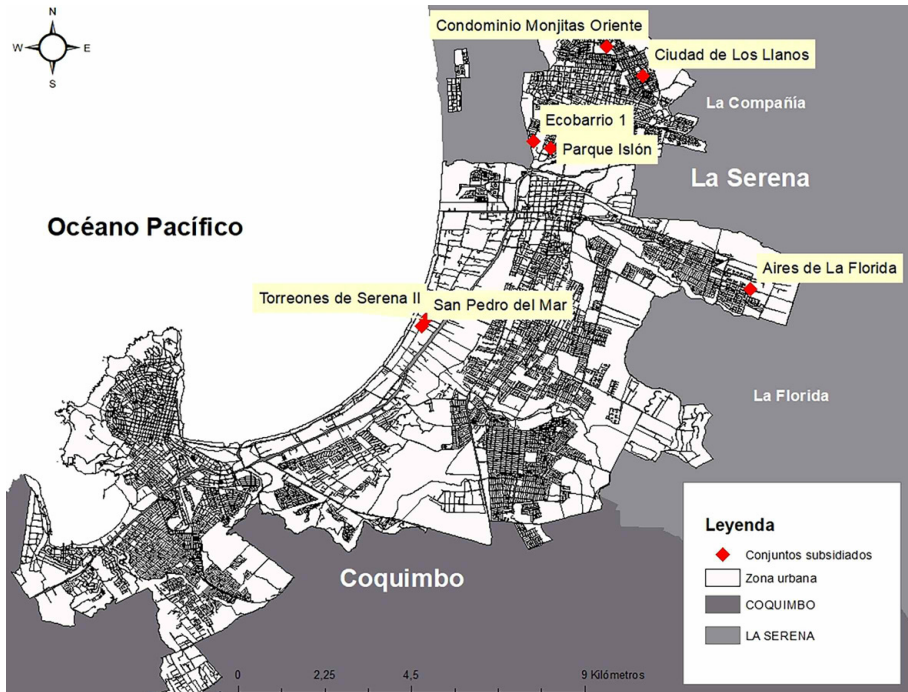 N
W
E
S
Condominio Monjitas Oriente
Ciudad de Los Llanos
La Compañía
Ecobarrio 1
Parque Islón
La Serena
Océano Pacífico
Aires de La Florida
Torreones de Serena II
San Pedro del Mar
La Florida
Coquimbo
Leyenda
Conjuntos subsidiados
Zona urbana
COQUIMBO
LA SERENA
0 2,25 4,5 9 Kilómtros